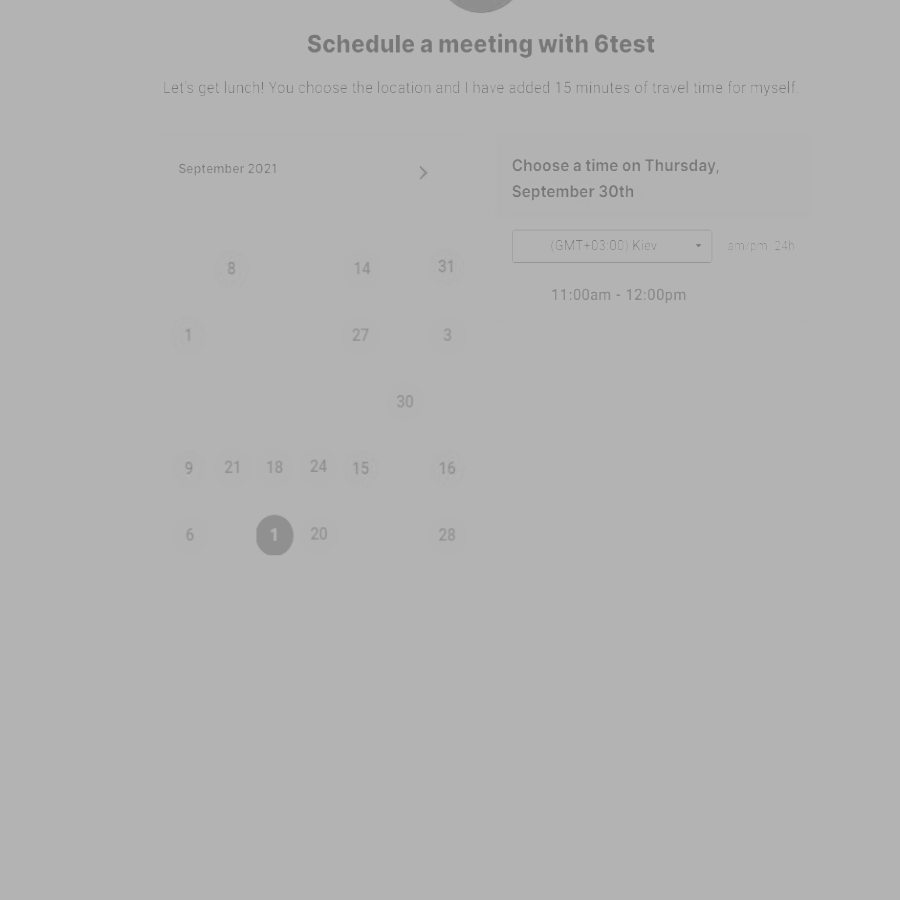 Schedule a meeting with 6test
Let's get lunch! You choose the location and I have added 15 minutes of travel time for myself.
September 2021
8 14 31
1 27 3
30
9 21 18 24 15 16
6 1 20 28
Choose a time on Thursday,
September 30th
(GMT+03:00) Kiev am/pm 24h
11:00am - 12:00pm